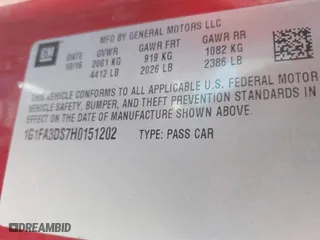 MFD BY GENERAL MOTORS LLC
GM
DATE GVWR GAWR FRT GAWR RR
10/16 2001 KG 919 KG 1082 KG
4412 LB 2026 LB 2386 LB
THIS VEHICLE CONFORMS TO ALL APPLICABLE U.S. FEDERAL MOTOR
VEHICLE SAFETY, BUMPER, AND THEFT PREVENTION STANDARDS IN
EFFECT ON THE DATE OF MANUFACTURE SHOWN ABOVE.
1G1FA3DS7H0151202 TYPE: PASS CAR
DREAMBID.COM